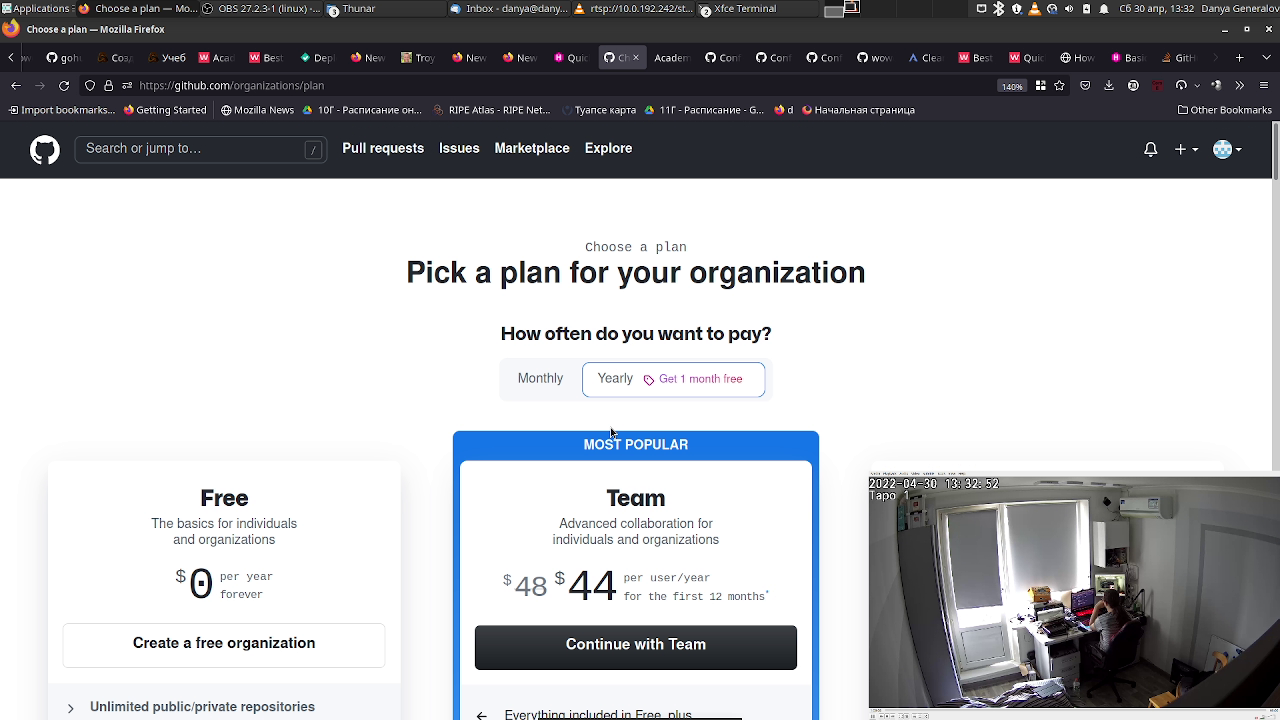 Applications
Choose a plan — Mo...
OBS 27.2.3-1 (linux) -...
Thunar
Inbox - danya@dany...
rtsp://10.0.192.242/st...
Xfce Terminal
Сб 30 апр, 13:32
Danya Generalov
Choose a plan — Mozilla Firefox
goh
Созд
Учеб
Acad
Best
Depl
New
Troy
New
New
Quic
Ch
Academ
Conf
Conf
Conf
wow
Clea
Best
Quic
How
Basi
GitH
https://github.com/organizations/plan
140%
Import bookmarks...
Getting Started
Mozilla News
10Г - Расписание он...
RIPE Atlas - RIPE Net...
Туапсе карта
11Г - Расписание - G...
d
Начальная страница
Other Bookmarks
Search or jump to…
/
Pull requests
Issues
Marketplace
Explore
Choose a plan
Pick a plan for your organization
How often do you want to pay?
Monthly
Yearly
Get 1 month free
MOST POPULAR
Free
The basics for individuals
and organizations
$0 per year
forever
Create a free organization
Unlimited public/private repositories
Team
Advanced collaboration for
individuals and organizations
$48 $44 per user/year
for the first 12 months*
Continue with Team
Everything included in Free, plus
2022-04-30 13:32:52
Tapo 1